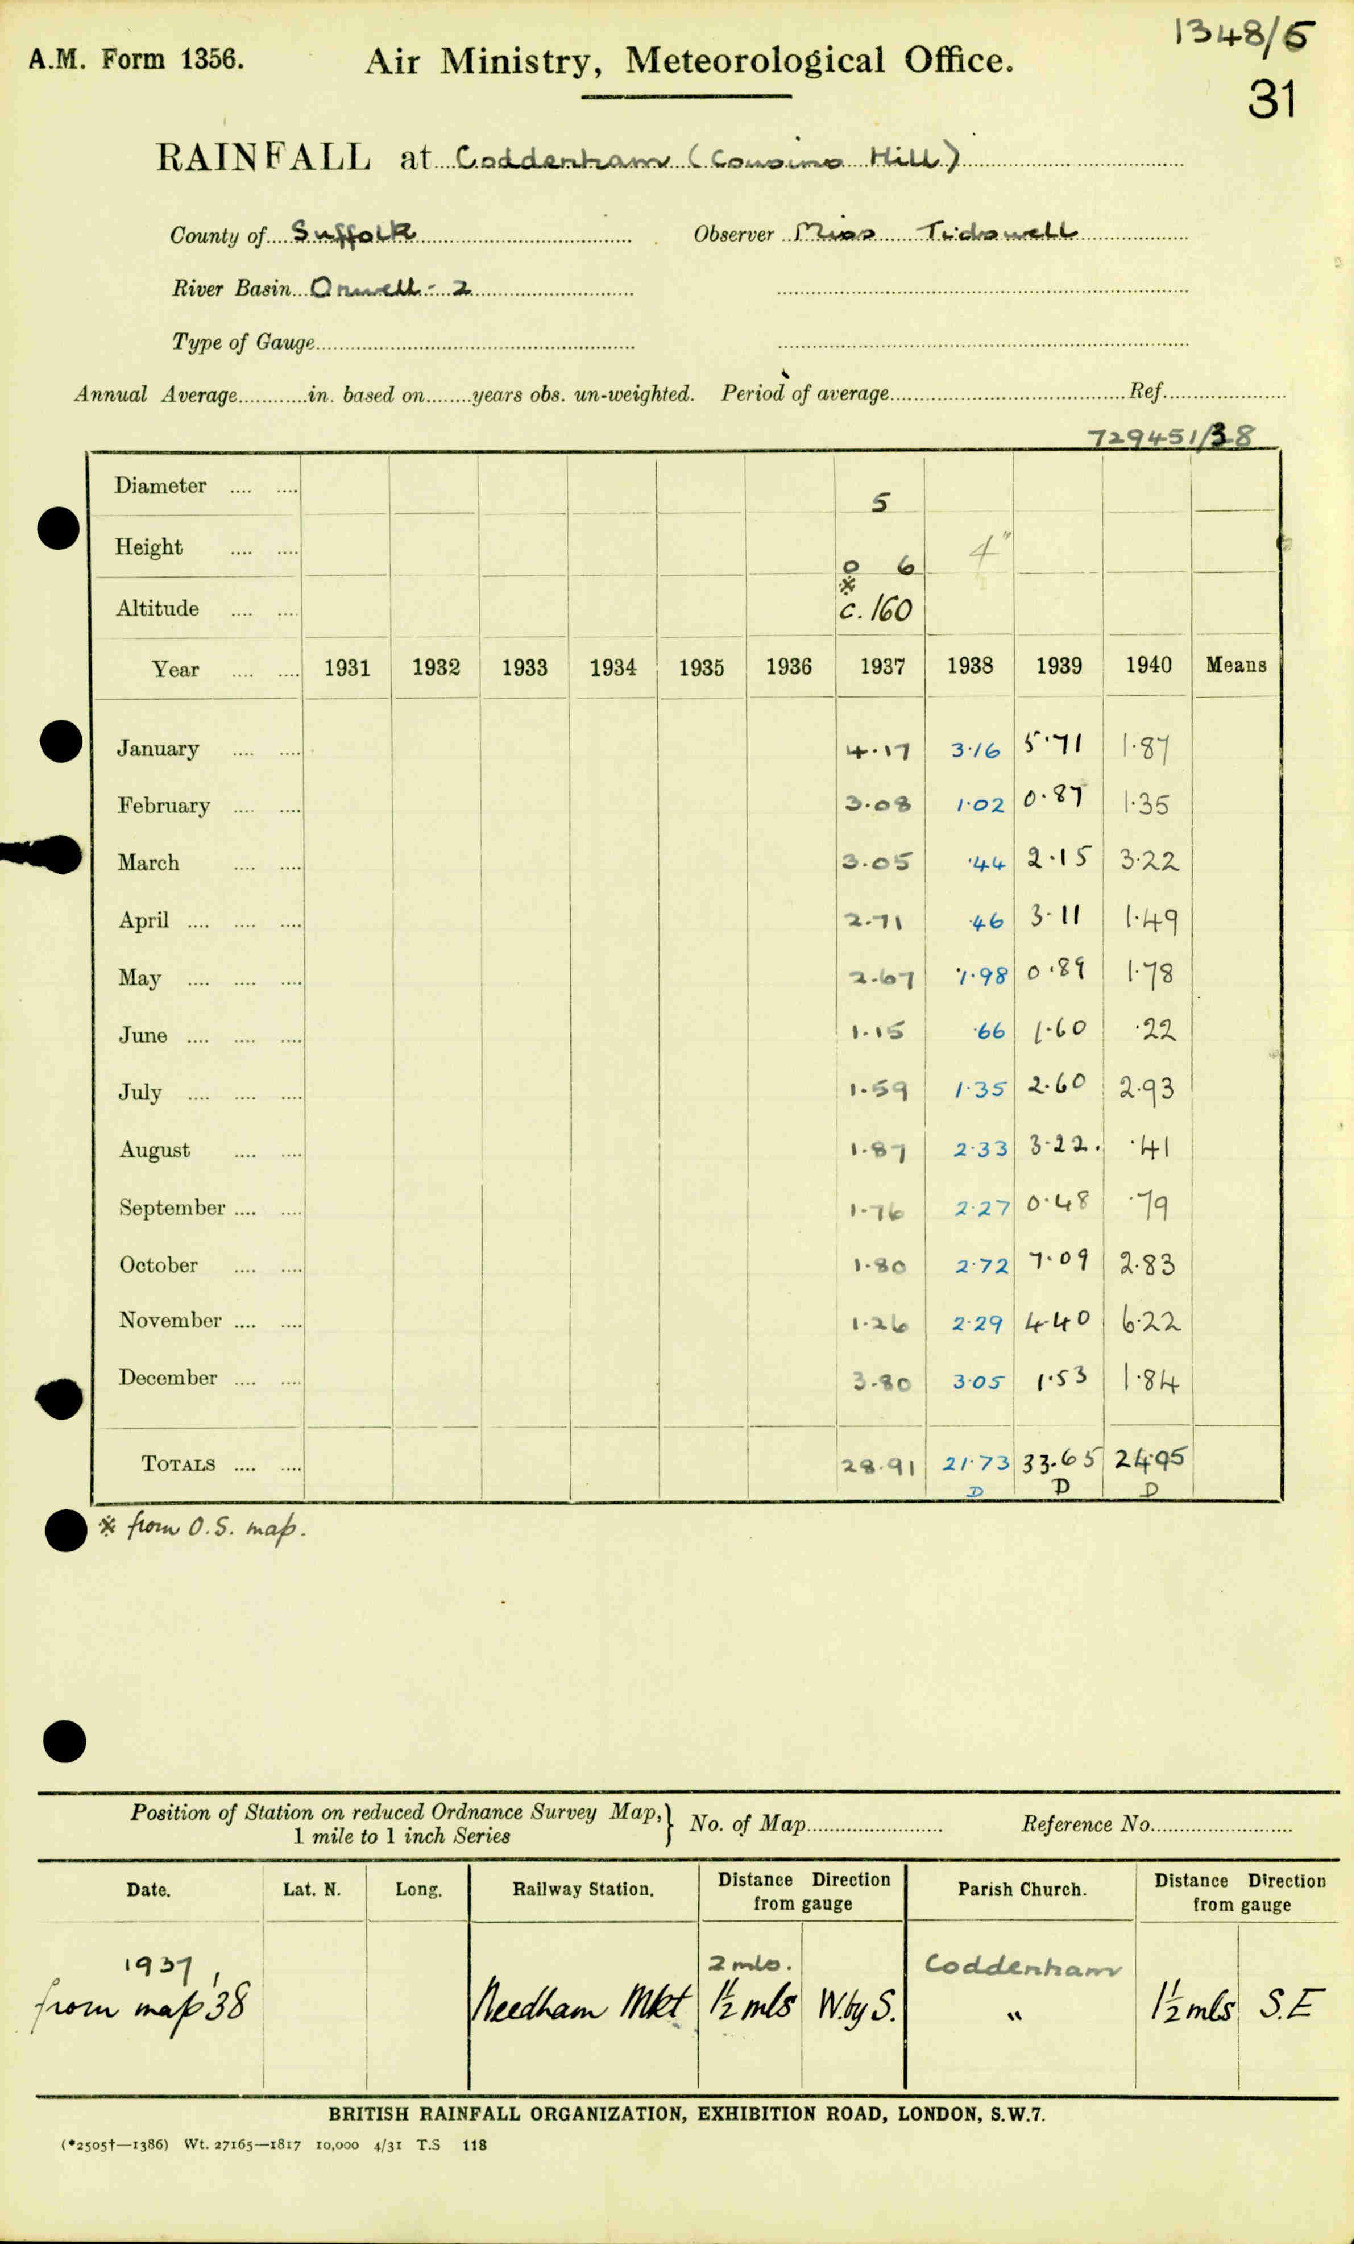 1348/5
A.M. Form 1356. Air Ministry, Meteorological Office.
31
RAINFALL at Coddenham (Cousins Hill)
County of Suffolk Observer Miss Tidswell
River Basin Orwell - 2
Type of Gauge
Annual Average in. based on years obs. un-weighted. Period of average Ref.
729451/38
Diameter 5
Height 0 6 4"
※
Altitude c. 160
Year 1931 1932 1933 1934 1935 1936 1937 1938 1939 1940 Means
January 4.17 3.16 5.71 1.87
February 3.08 1.02 0.87 1.35
March 3.05 .44 2.15 3.22
April 2.71 .46 3.11 1.49
May 2.67 1.98 0.89 1.78
June 1.15 .66 1.60 .22
July 1.59 1.35 2.60 2.93
August 1.87 2.33 3.22. .41
September 1.76 2.27 0.48 .79
October 1.80 2.72 7.09 2.83
November 1.26 2.29 4.40 6.22
December 3.80 3.05 1.53 1.84
TOTALS 28.91 21.73 33.65 24.95
D D D
※ from O.S. map.
Position of Station on reduced Ordnance Survey Map, } No. of Map Reference No.
1 mile to 1 inch Series
Date. Lat. N. Long. Railway Station. Distance Direction from gauge Parish Church. Distance Direction from gauge
1937 2 mls. Coddenham
from map '38 Needham Mkt 1½ mls W. by S. " 1½ mls S.E
BRITISH RAINFALL ORGANIZATION, EXHIBITION ROAD, LONDON, S.W.7.
(*2505†—1386) Wt. 27165—1817 10,000 4/31 T.S 118